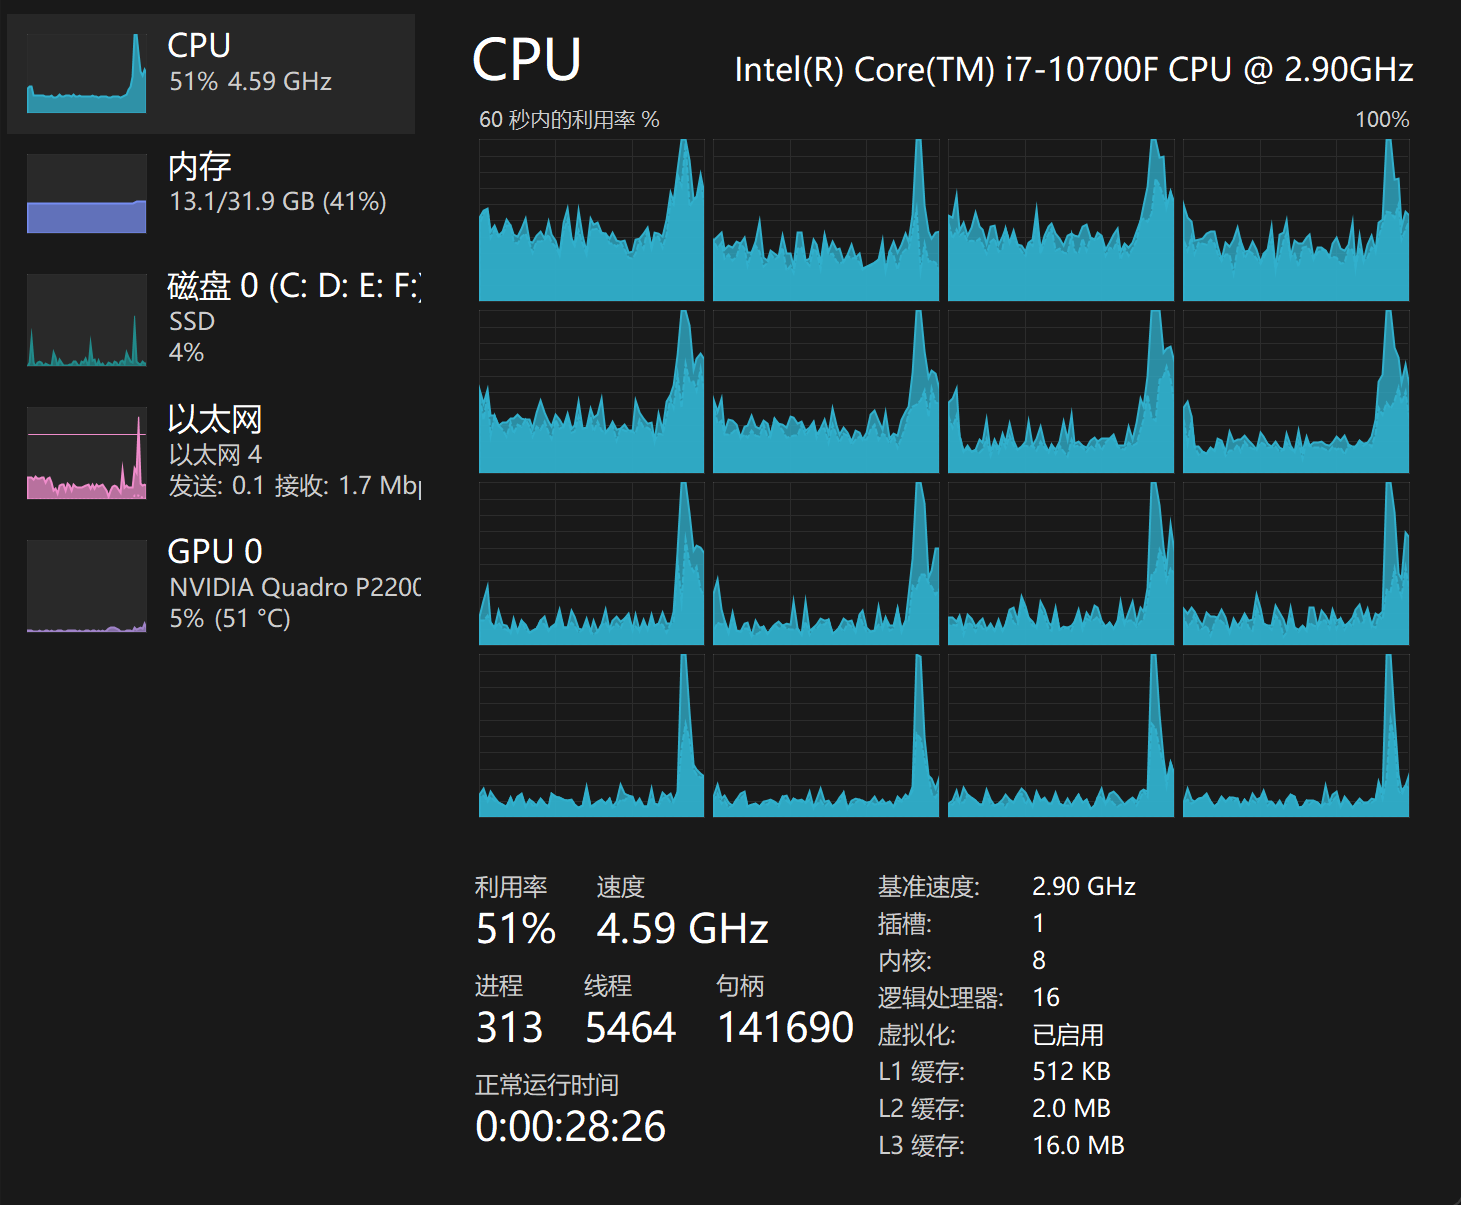 CPU
51% 4.59 GHz
内存
13.1/31.9 GB (41%)
磁盘 0 (C: D: E: F:)
SSD
4%
以太网
以太网 4
发送: 0.1 接收: 1.7 Mb
GPU 0
NVIDIA Quadro P2200
5% (51 °C)
CPU
Intel(R) Core(TM) i7-10700F CPU @ 2.90GHz
60 秒内的利用率 %
100%
利用率 速度
51% 4.59 GHz
进程 线程 句柄
313 5464 141690
正常运行时间
0:00:28:26
基准速度: 2.90 GHz
插槽: 1
内核: 8
逻辑处理器: 16
虚拟化: 已启用
L1 缓存: 512 KB
L2 缓存: 2.0 MB
L3 缓存: 16.0 MB